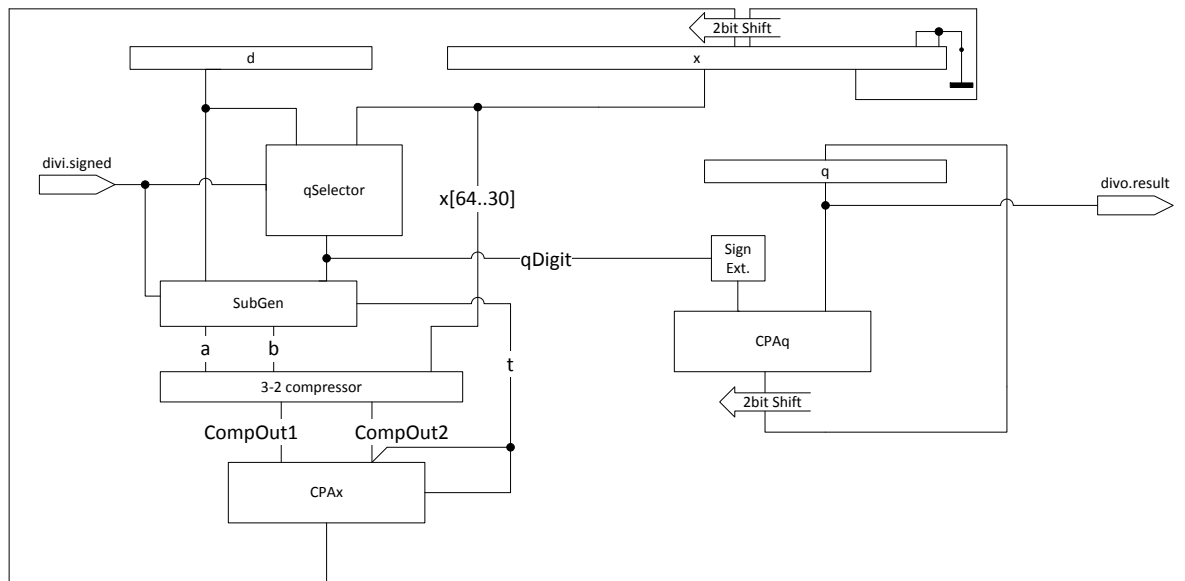 2bit Shift
d
x
divi.signed
qSelector
q
divo.result
x[64..30]
qDigit
Sign
Ext.
SubGen
CPAq
a
b
t
3-2 compressor
2bit Shift
CompOut1
CompOut2
CPAx